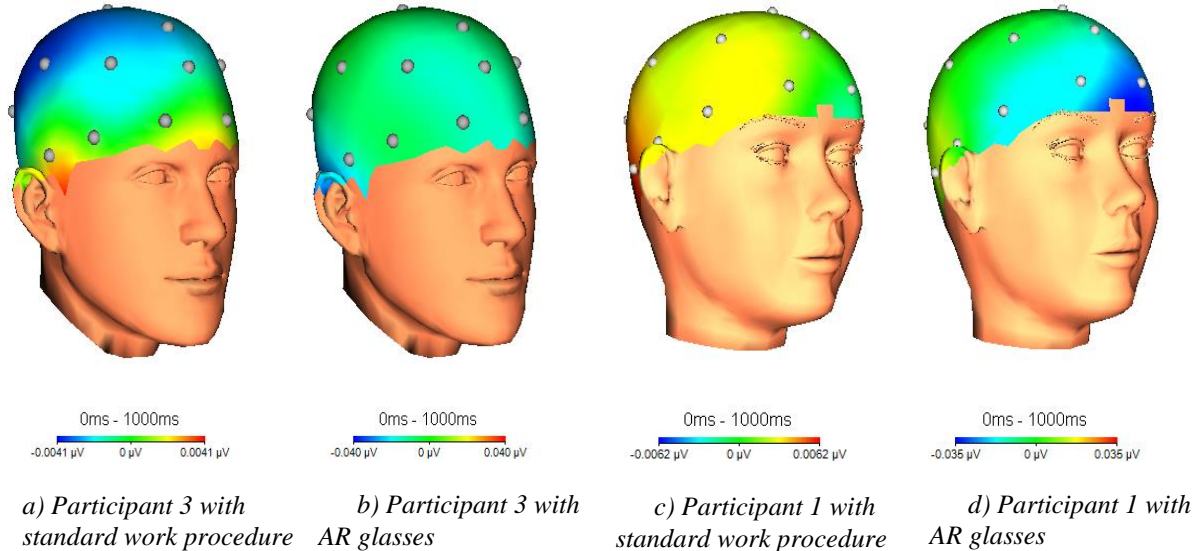 0ms - 1000ms
-0.0041 µV 0 µV 0.0041 µV
a) Participant 3 with
standard work procedure
0ms - 1000ms
-0.040 µV 0 µV 0.040 µV
b) Participant 3 with
AR glasses
0ms - 1000ms
-0.0062 µV 0 µV 0.0062 µV
c) Participant 1 with
standard work procedure
0ms - 1000ms
-0.035 µV 0 µV 0.035 µV
d) Participant 1 with
AR glasses